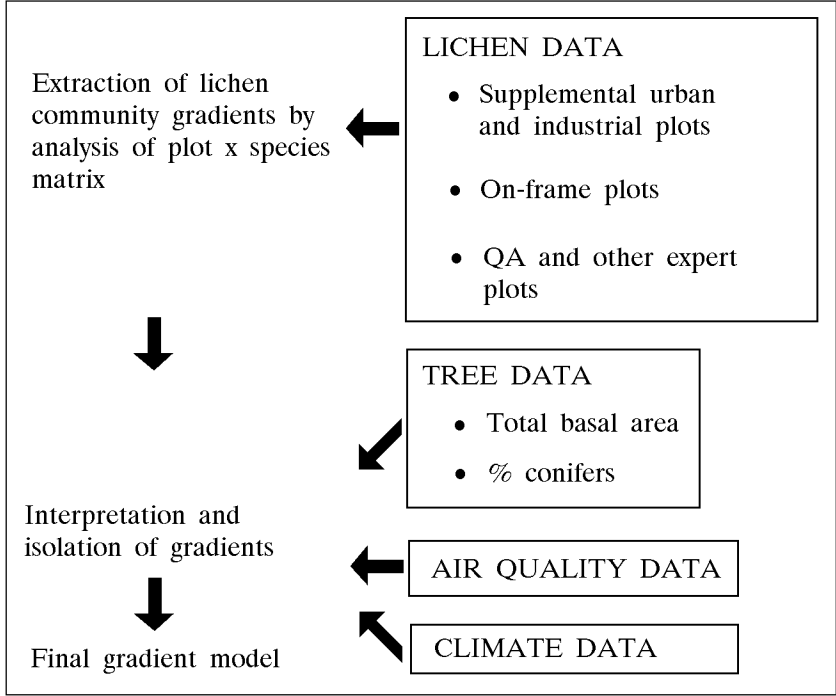 Extraction of lichen
community gradients by
analysis of plot x species
matrix
LICHEN DATA
• Supplemental urban
and industrial plots
• On-frame plots
• QA and other expert
plots
TREE DATA
• Total basal area
• % conifers
Interpretation and
isolation of gradients
AIR QUALITY DATA
CLIMATE DATA
Final gradient model